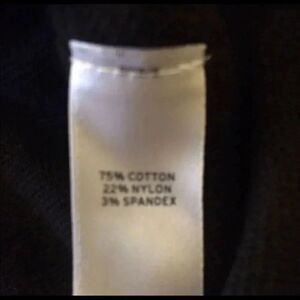 75% COTTON
22% NYLON
3% SPANDEX